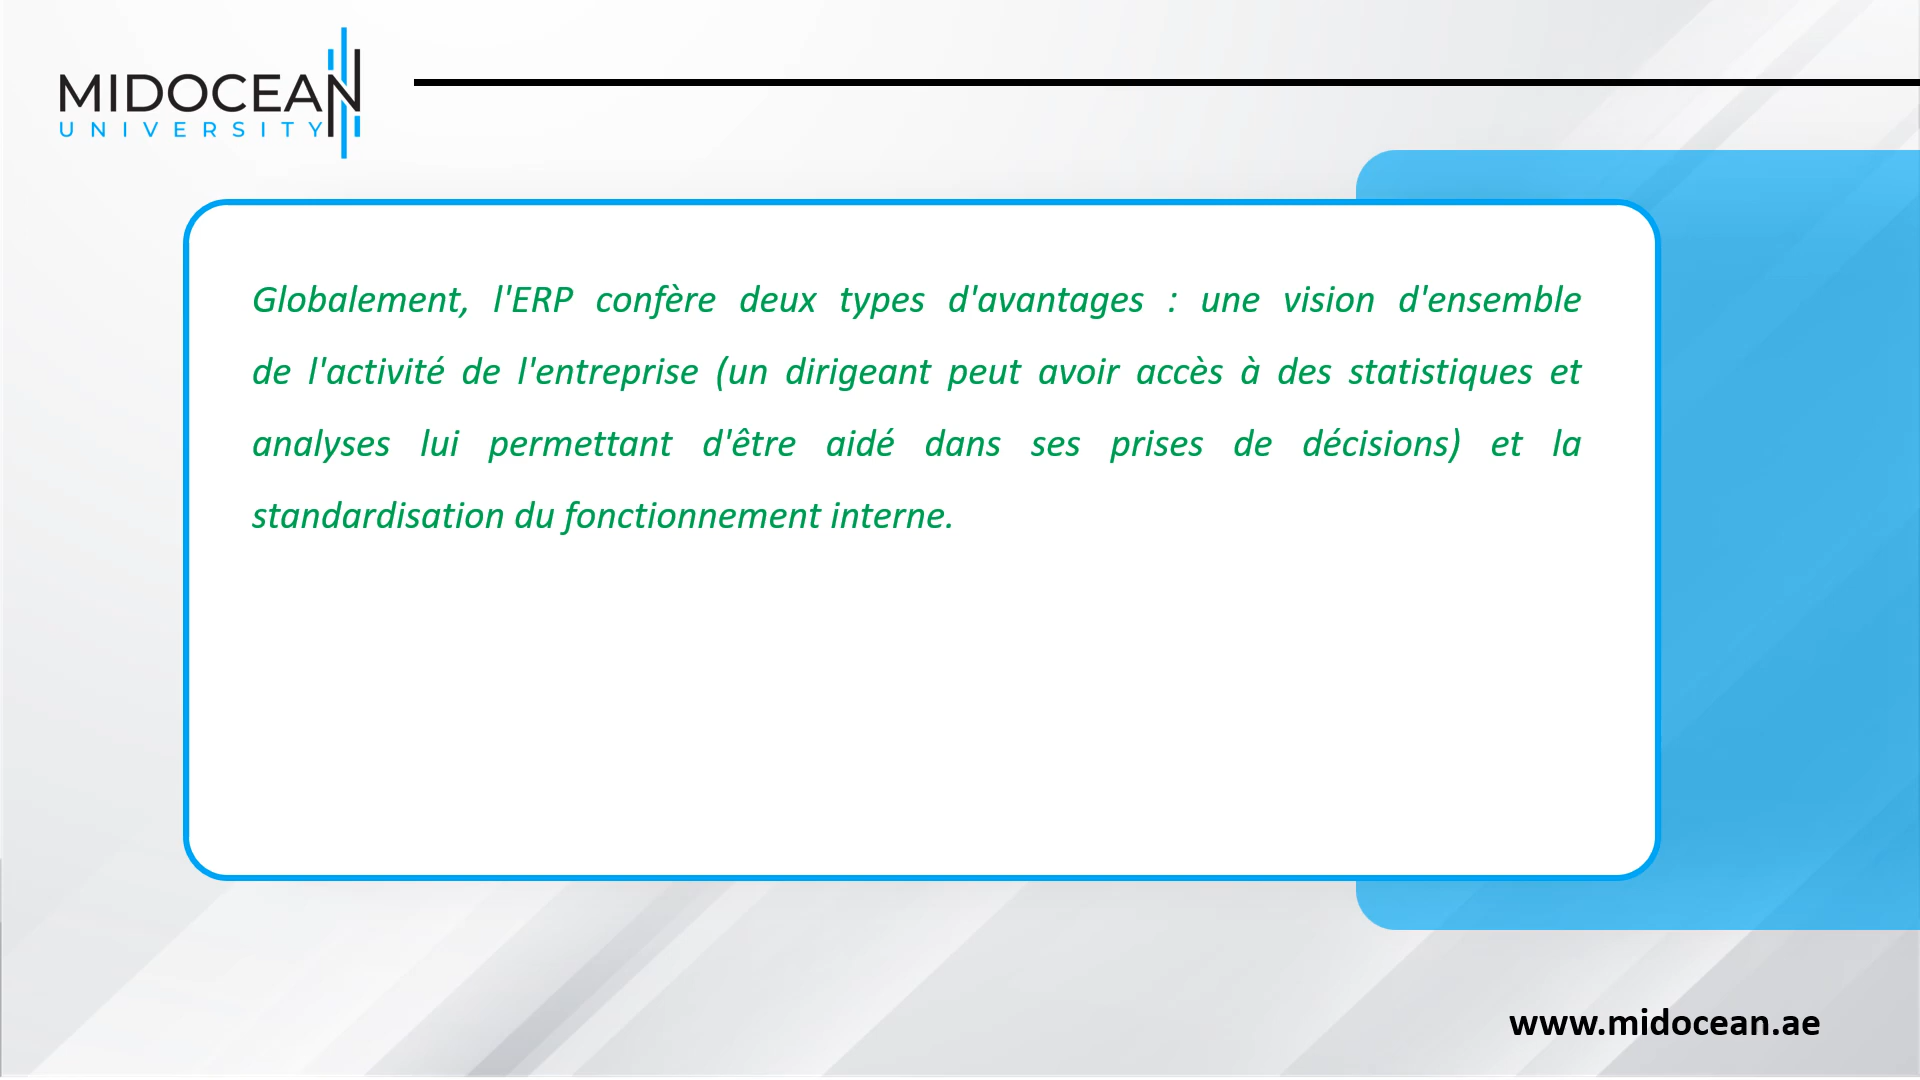 MIDOCEAN
UNIVERSITY
Globalement, l'ERP confère deux types d'avantages : une vision d'ensemble
de l'activité de l'entreprise (un dirigeant peut avoir accès à des statistiques et
analyses lui permettant d'être aidé dans ses prises de décisions) et la
standardisation du fonctionnement interne.
www.midocean.ae